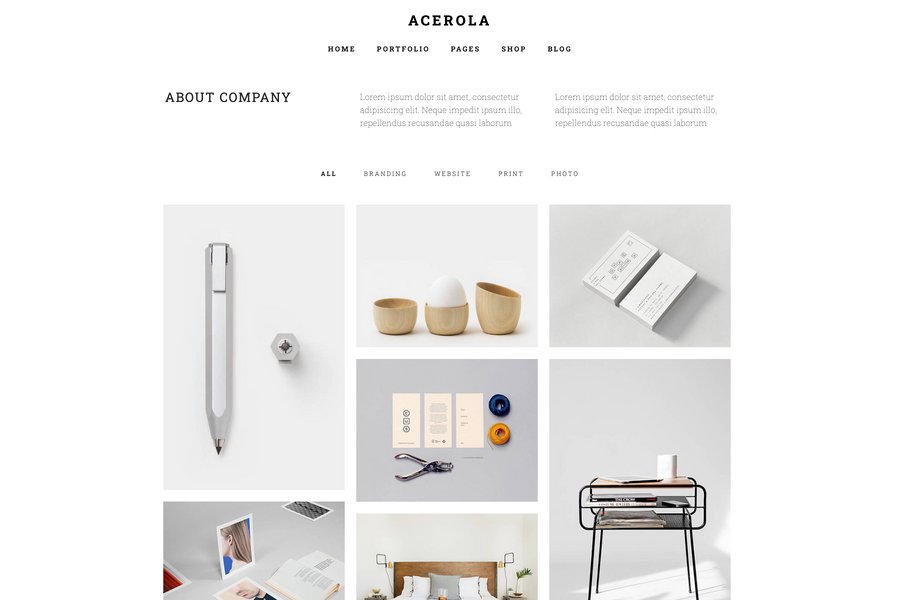 ACEROLA
HOME PORTFOLIO PAGES SHOP BLOG
ABOUT COMPANY
Lorem ipsum dolor sit amet, consectetur
adipisicing elit. Neque impedit ipsum illo,
repellendus recusandae quasi laborum
Lorem ipsum dolor sit amet, consectetur
adipisicing elit. Neque impedit ipsum illo,
repellendus recusandae quasi laborum
ALL BRANDING WEBSITE PRINT PHOTO